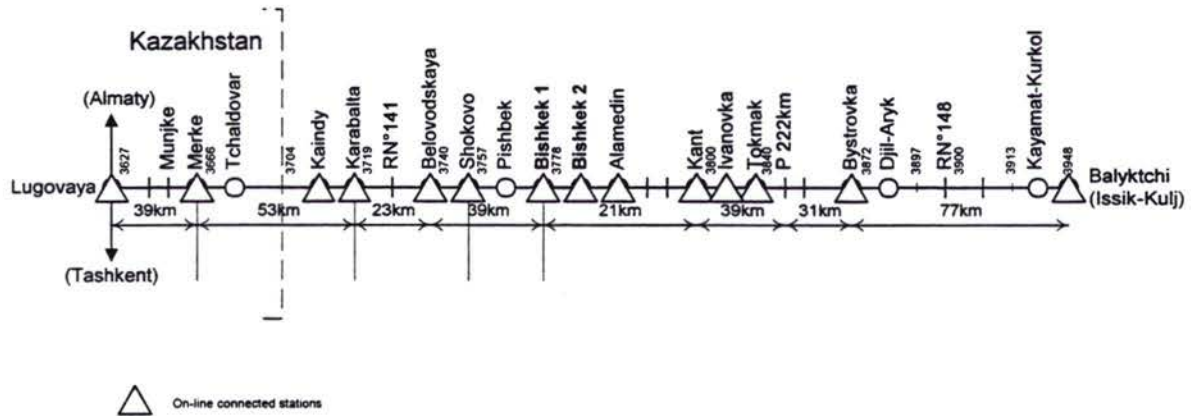 Kazakhstan
(Almaty)
Lugovaya
(Tashkent)
3627
Munjke
Merke
3666
Tchaldovar
3704
Kaindy
Karabalta
3719
RN°141
Belovodskaya
3740
Shokovo
3757
Pishbek
Bishkek 1
3778
Bishkek 2
Alamedin
Kant
3800
Ivanovka
Tokmak
3840
P 222km
Bystrovka
3872
Djil-Aryk
3897
RN°148
3900
3913
Kayamat-Kurkol
3948
Balyktchi
(Issik-Kulj)
39km
53km
23km
39km
21km
39km
31km
77km
On-line connected stations